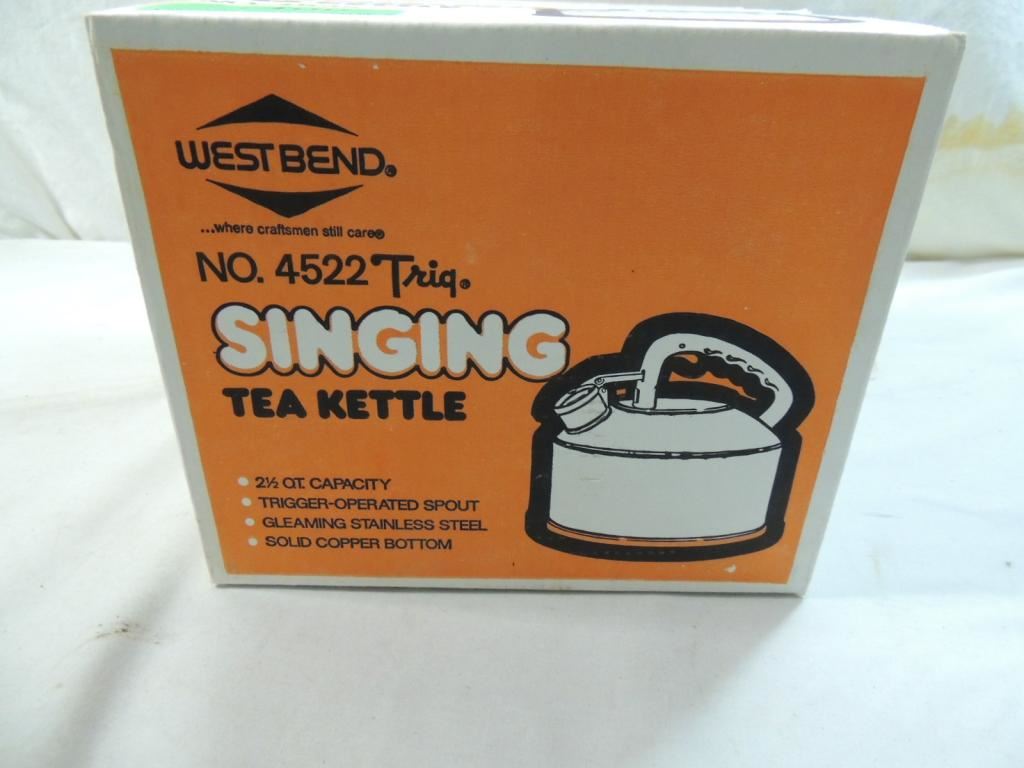 WEST BEND®
...where craftsmen still care®
NO. 4522 Trig®
SINGING
TEA KETTLE
• 2½ QT. CAPACITY
• TRIGGER-OPERATED SPOUT
• GLEAMING STAINLESS STEEL
• SOLID COPPER BOTTOM